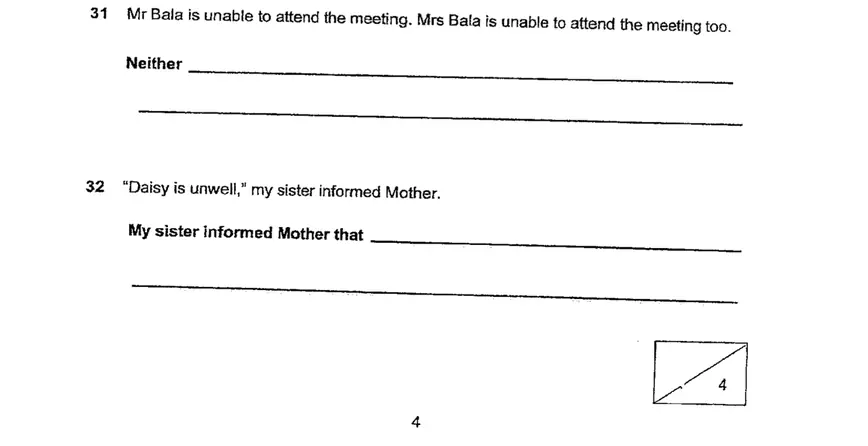 31 Mr Bala is unable to attend the meeting. Mrs Bala is unable to attend the meeting too.
Neither
32 "Daisy is unwell," my sister informed Mother.
My sister informed Mother that
4
4